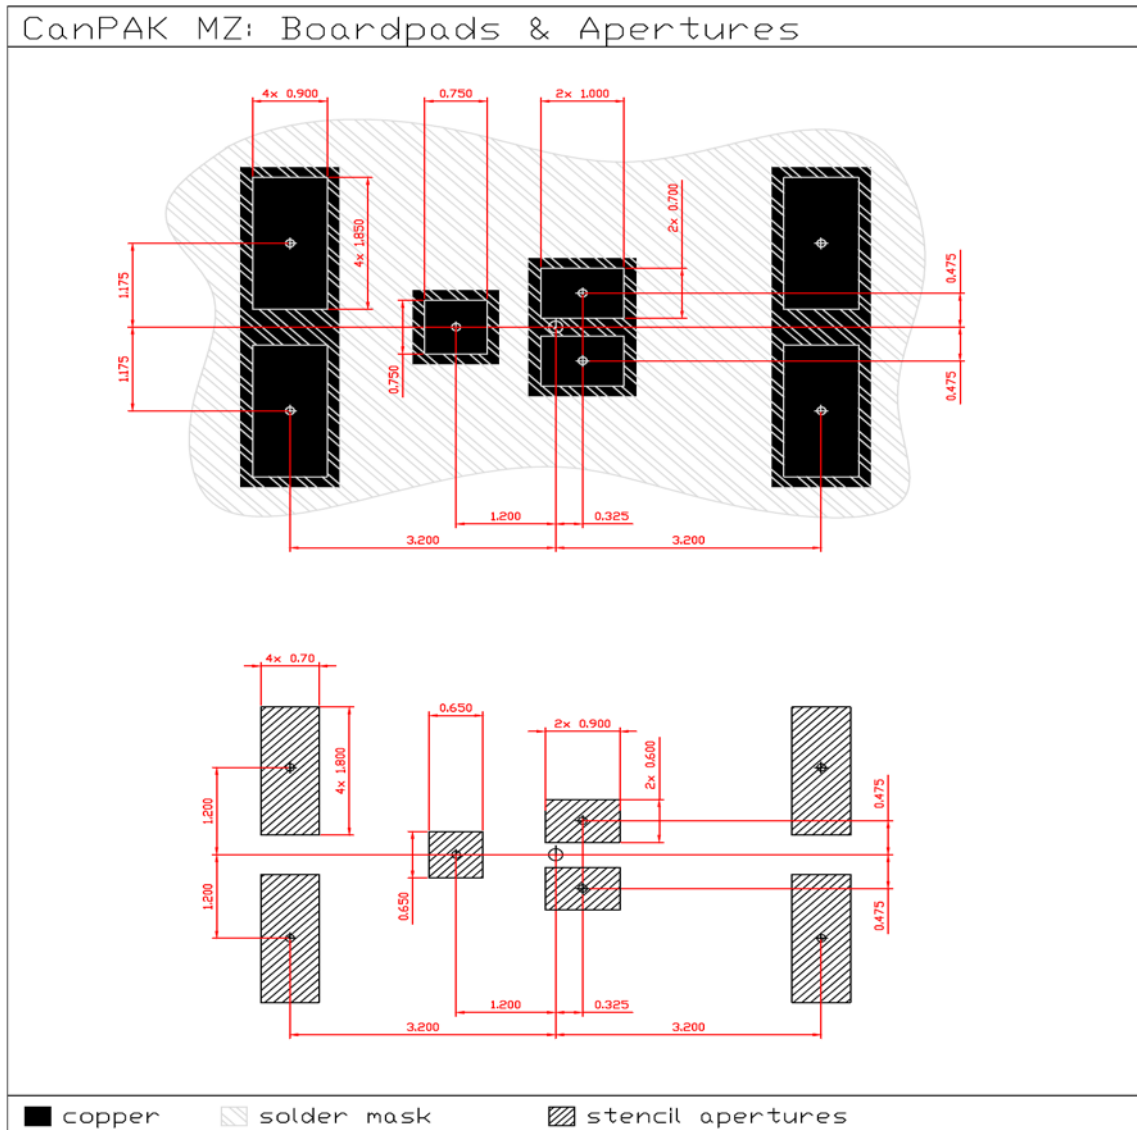 CanPAK MZ: Boardpads & Apertures
4x 0.900
0.750
2x 1.000
2x 0.700
4x 1.850
1.175
0.475
1.175
0.750
0.475
1.200
0.325
3.200
3.200
4x 0.70
0.650
2x 0.900
2x 0.600
4x 1.800
1.200
0.475
1.200
0.650
0.475
1.200
0.325
3.200
3.200
copper
solder mask
stencil apertures